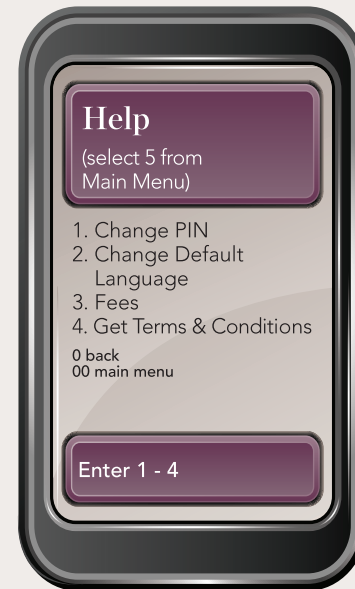 Help
(select 5 from
Main Menu)
1. Change PIN
2. Change Default
Language
3. Fees
4. Get Terms & Conditions
0 back
00 main menu
Enter 1 - 4